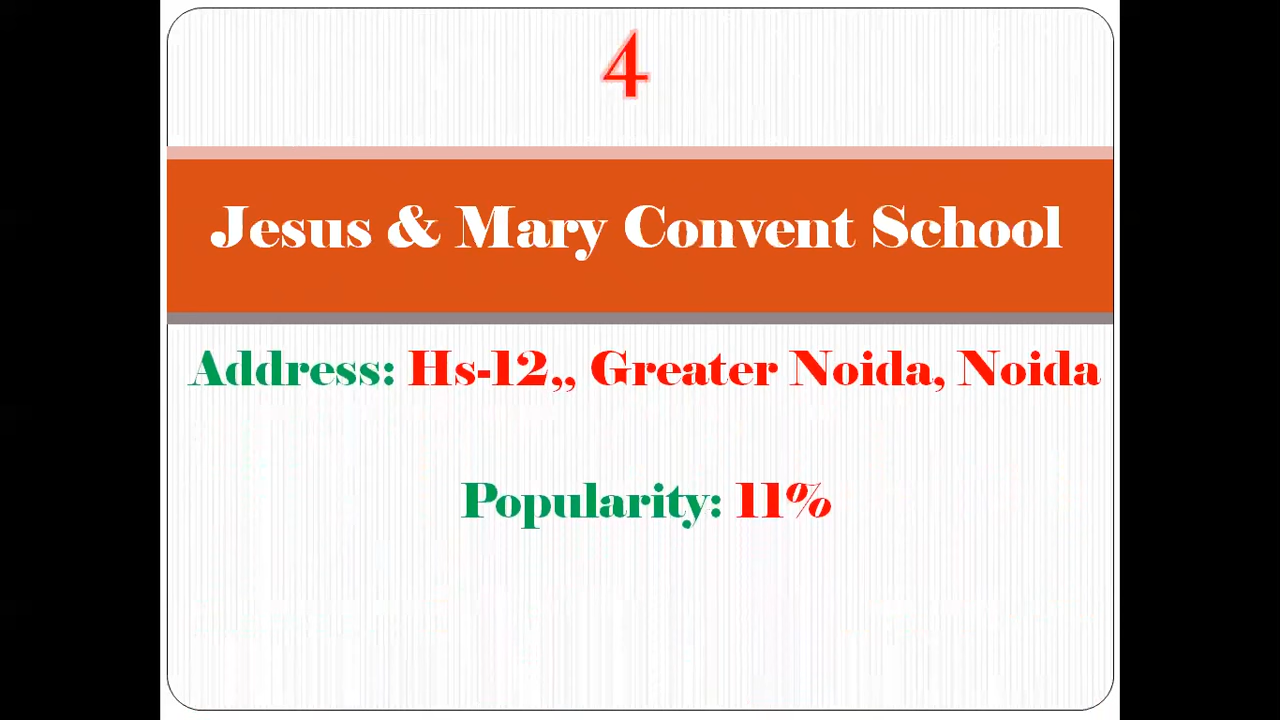 4
Jesus & Mary Convent School
Address: Hs-12,, Greater Noida, Noida
Popularity: 11%